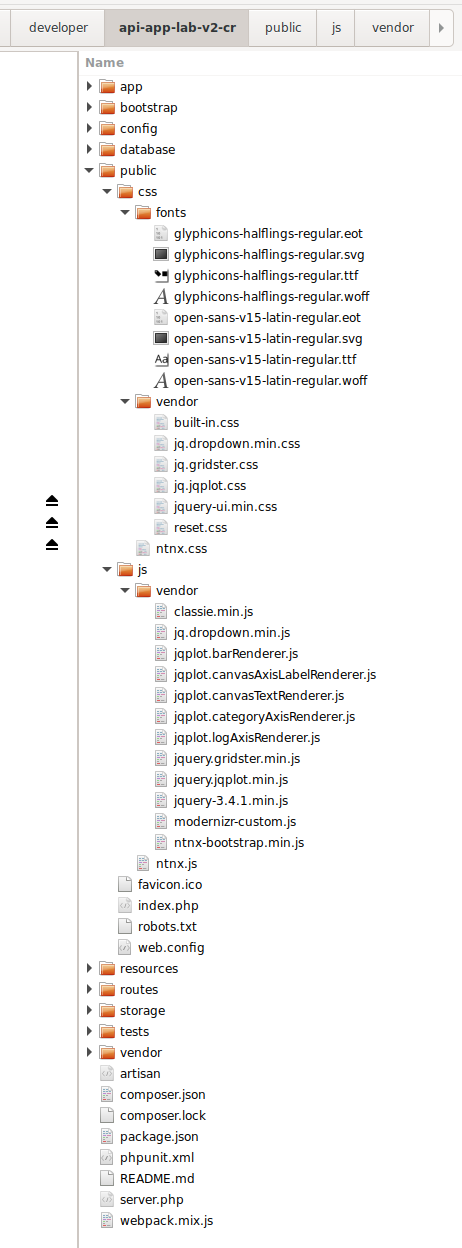 developer api-app-lab-v2-cr public js vendor
Name
app
bootstrap
config
database
public
css
fonts
glyphicons-halflings-regular.eot
glyphicons-halflings-regular.svg
glyphicons-halflings-regular.ttf
glyphicons-halflings-regular.woff
open-sans-v15-latin-regular.eot
open-sans-v15-latin-regular.svg
open-sans-v15-latin-regular.ttf
open-sans-v15-latin-regular.woff
vendor
built-in.css
jq.dropdown.min.css
jq.gridster.css
jq.jqplot.css
jquery-ui.min.css
reset.css
ntnx.css
js
vendor
classie.min.js
jq.dropdown.min.js
jqplot.barRenderer.js
jqplot.canvasAxisLabelRenderer.js
jqplot.canvasTextRenderer.js
jqplot.categoryAxisRenderer.js
jqplot.logAxisRenderer.js
jquery.gridster.min.js
jquery.jqplot.min.js
jquery-3.4.1.min.js
modernizr-custom.js
ntnx-bootstrap.min.js
ntnx.js
favicon.ico
index.php
robots.txt
web.config
resources
routes
storage
tests
vendor
artisan
composer.json
composer.lock
package.json
phpunit.xml
README.md
server.php
webpack.mix.js